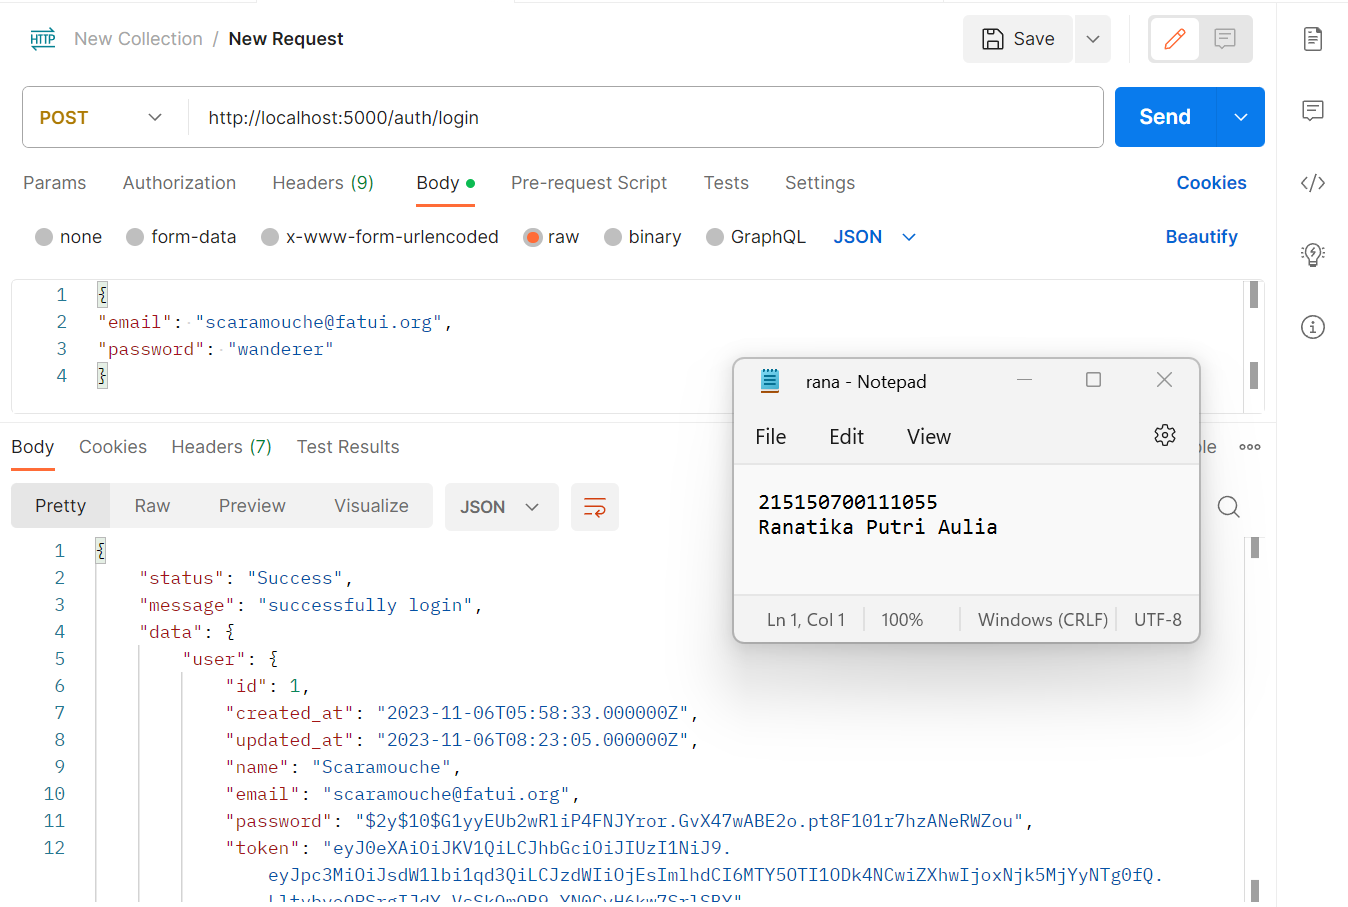 HTTP New Collection / New Request Save
POST http://localhost:5000/auth/login Send
Params Authorization Headers (9) Body Pre-request Script Tests Settings Cookies
none form-data x-www-form-urlencoded raw binary GraphQL JSON Beautify
1 {
2 "email": "scaramouche@fatui.org",
3 "password": "wanderer"
4 }
rana - Notepad
File Edit View
215150700111055
Ranatika Putri Aulia
Ln 1, Col 1 100% Windows (CRLF) UTF-8
Body Cookies Headers (7) Test Results
Pretty Raw Preview Visualize JSON
1 {
2 "status": "Success",
3 "message": "successfully login",
4 "data": {
5 "user": {
6 "id": 1,
7 "created_at": "2023-11-06T05:58:33.000000Z",
8 "updated_at": "2023-11-06T08:23:05.000000Z",
9 "name": "Scaramouche",
10 "email": "scaramouche@fatui.org",
11 "password": "$2y$10$G1yyEUb2wRliP4FNJYror.GvX47wABE2o.pt8F101r7hzANeRWZou",
12 "token": "eyJ0eXAiOiJKV1QiLCJhbGciOiJIUzI1NiJ9.
eyJpc3MiOiJsdW1lbi1qd3QiLCJzdWIiOjEsImlhdCI6MTY5OTI1ODk4NCwiZXhwIjoxNjk5MjYyNTg0fQ.